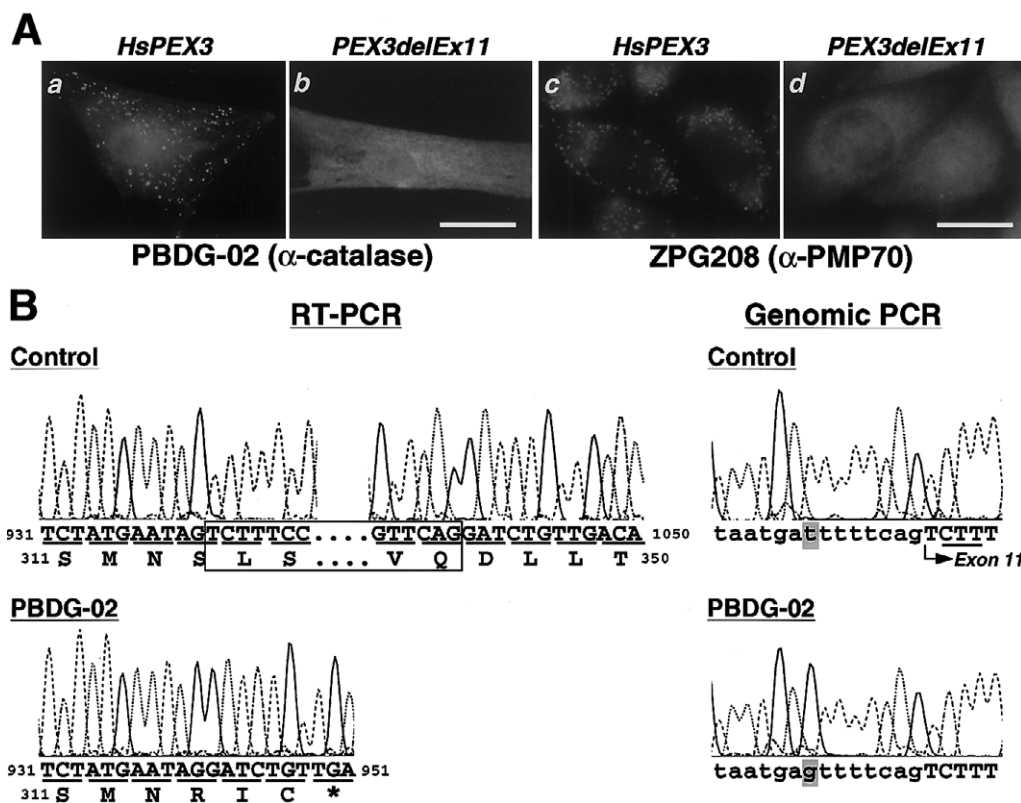 A
HsPEX3 PEX3delEx11 HsPEX3 PEX3delEx11
a b c d
PBDG-02 (α-catalase) ZPG208 (α-PMP70)
B
RT-PCR Genomic PCR
Control Control
931 TCTATGAATAGTCTTTCC....GTTCAGGATCTGTTGACA 1050
taatgattttttcagTCTTT
311 S M N S L S .... V Q D L L T 350
Exon 11
PBDG-02 PBDG-02
931 TCTATGAATAGGATCTGTTGA 951
taatgagttttcagTCTTT
311 S M N R I C *